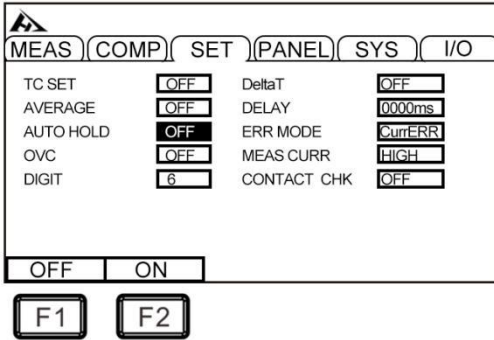 MEAS COMP SET PANEL SYS I/O
TC SET OFF DeltaT OFF
AVERAGE OFF DELAY 0000ms
AUTO HOLD OFF ERR MODE CurrERR
OVC OFF MEAS CURR HIGH
DIGIT 6 CONTACT CHK OFF
OFF ON
F1 F2